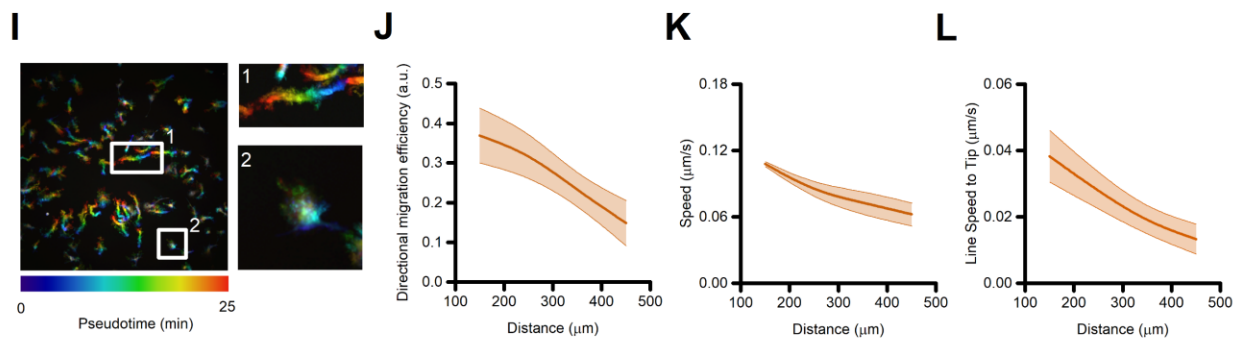 I
1
2
1
2
0
25
Pseudotime (min)
J
Directional migration efficiency (a.u.)
0.5
0.4
0.3
0.2
0.1
0.0
100 200 300 400 500
Distance (μm)
K
Speed (μm/s)
0.18
0.12
0.06
0.00
100 200 300 400 500
Distance (μm)
L
Line Speed to Tip (μm/s)
0.06
0.04
0.02
0.00
100 200 300 400 500
Distance (μm)